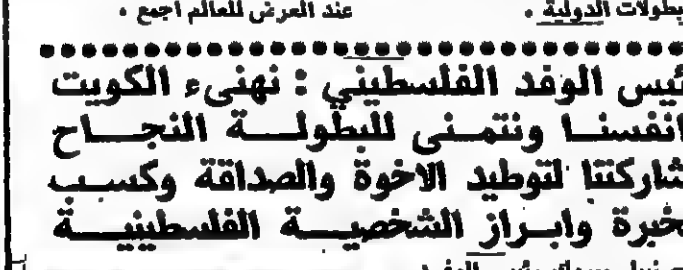 بطولات الدولية .
عند العرض للعالم أجمع .
ئيس الوفد الفلسطيني : نهنىء الكويت
انفسنا ونتمنى للبطولة النجاح
شاركتنا لتوطيد الاخوة والصداقة وكسب
خبرة وابراز الشخصية الفلسطينية